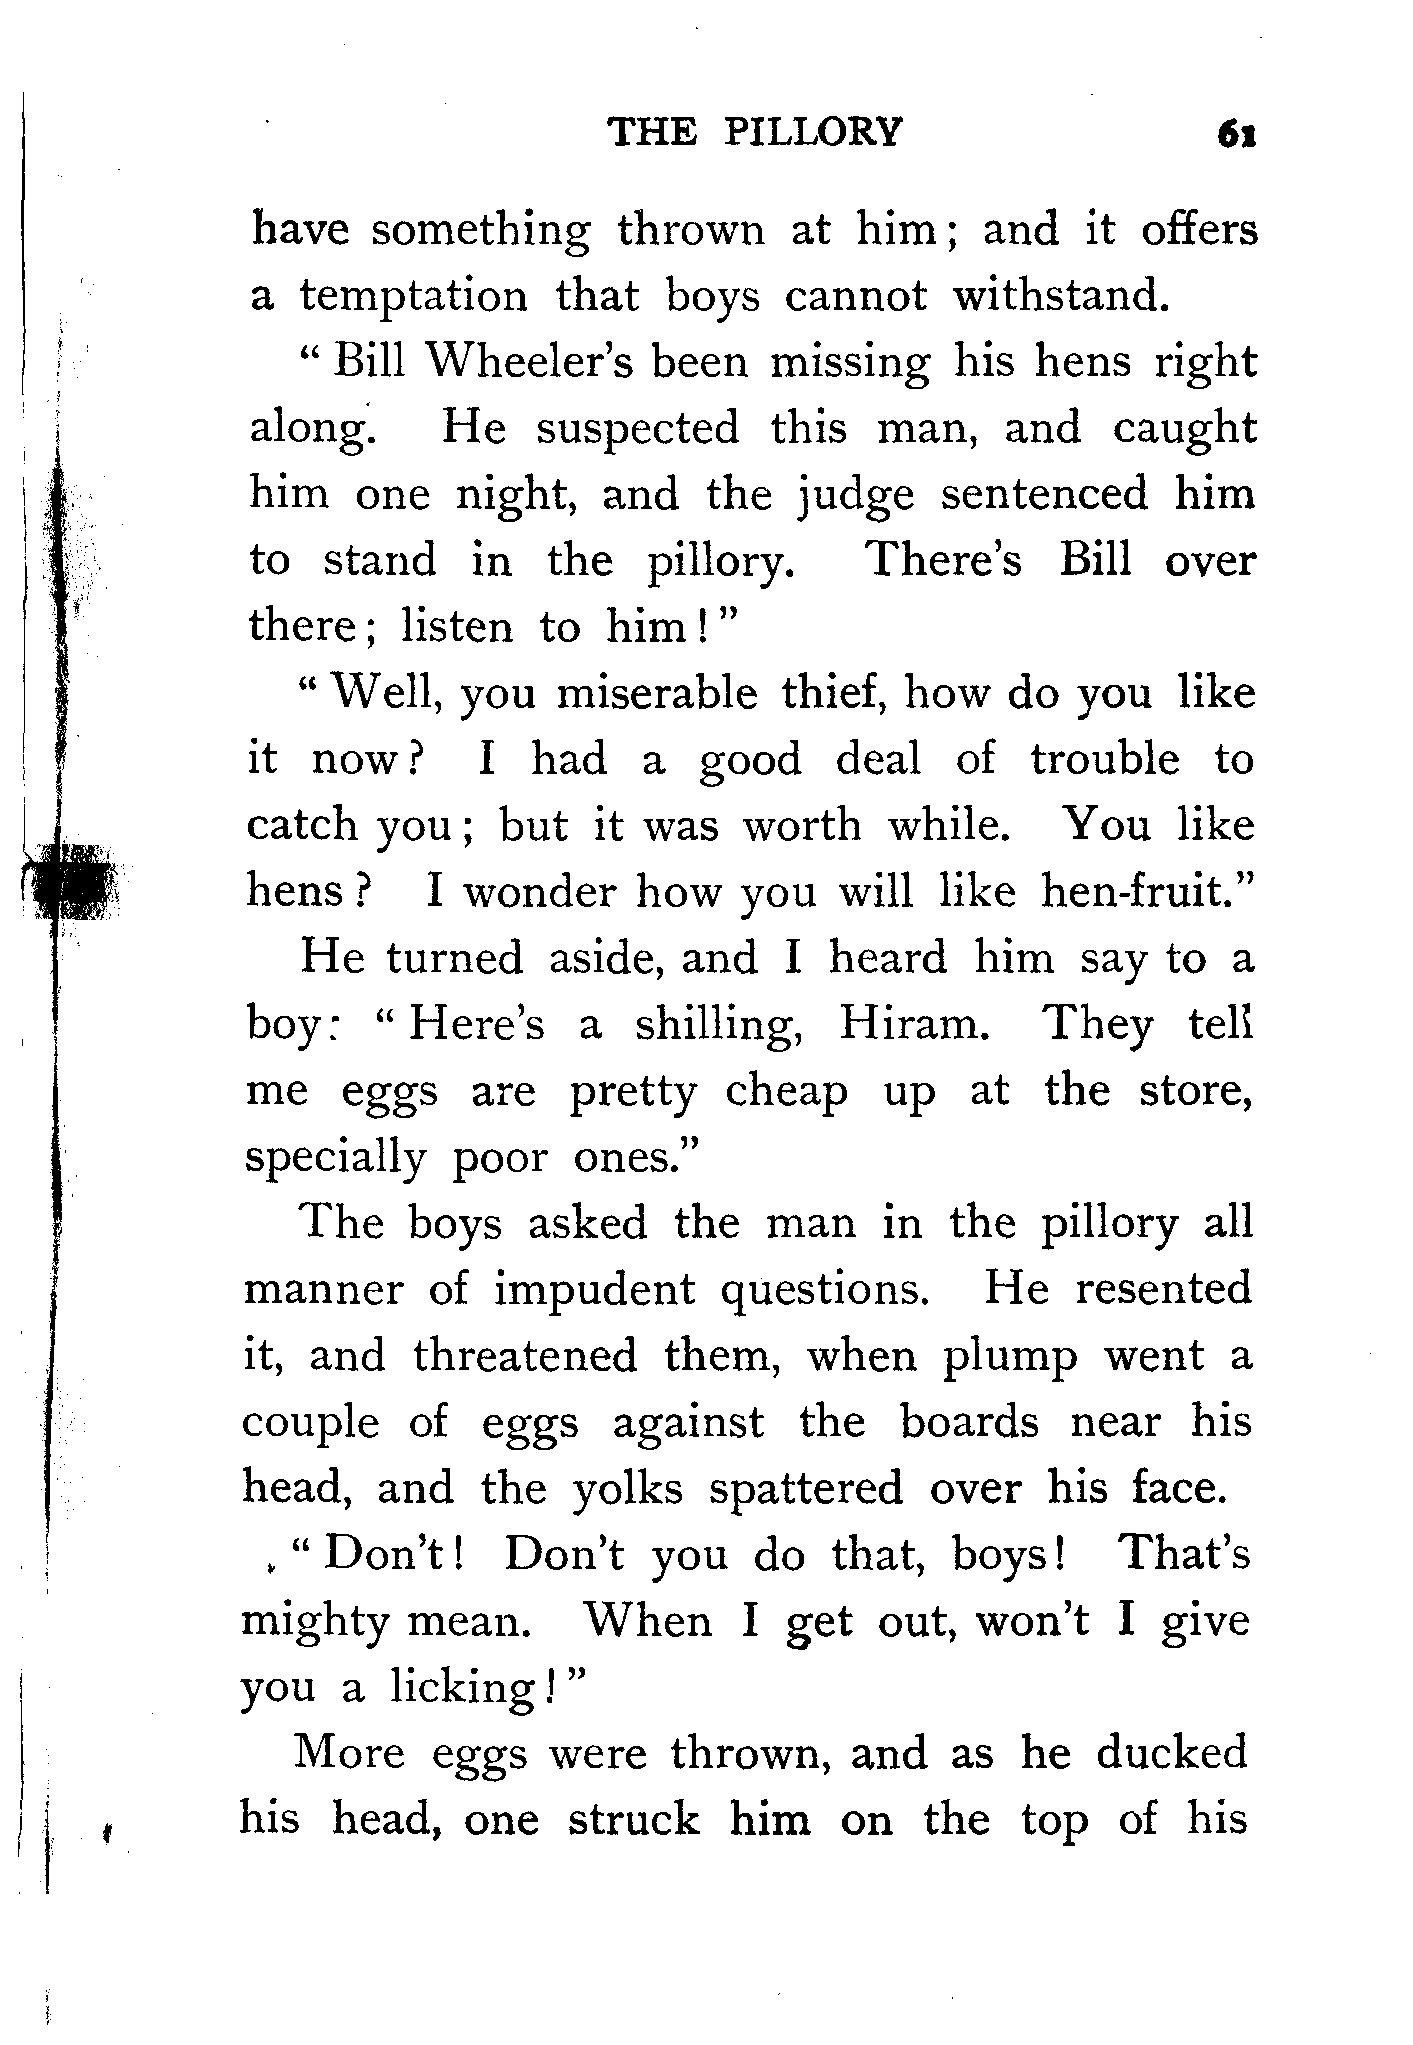 THE PILLORY 61
have something thrown at him; and it offers
a temptation that boys cannot withstand.
“Bill Wheeler's been missing his hens right
along. He suspected this man, and caught
him one night, and the judge sentenced him
to stand in the pillory. There's Bill over
there; listen to him!”
“Well, you miserable thief, how do you like
it now? I had a good deal of trouble to
catch you; but it was worth while. You like
hens? I wonder how you will like hen-fruit.”
He turned aside, and I heard him say to a
boy: “Here's a shilling, Hiram. They tell
me eggs are pretty cheap up at the store,
specially poor ones.”
The boys asked the man in the pillory all
manner of impudent questions. He resented
it, and threatened them, when plump went a
couple of eggs against the boards near his
head, and the yolks spattered over his face.
“Don't! Don't you do that, boys! That's
mighty mean. When I get out, won't I give
you a licking!”
More eggs were thrown, and as he ducked
his head, one struck him on the top of his